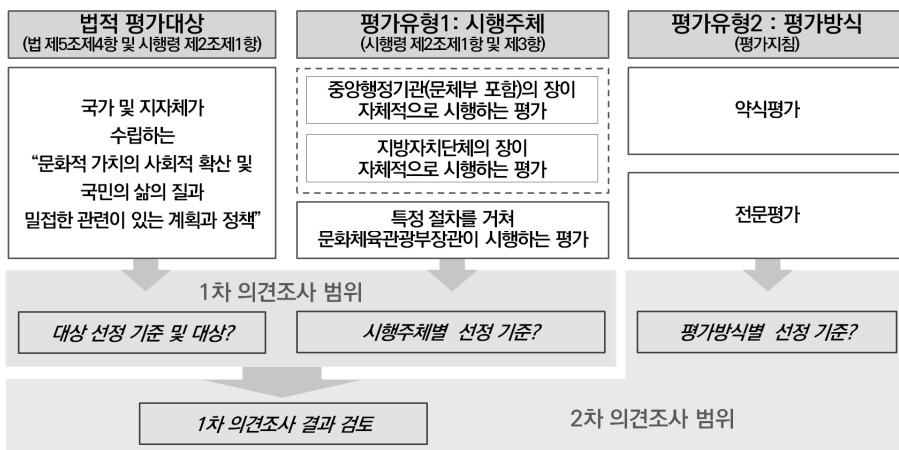 법적 평가대상
(법 제5조제4항 및 시행령 제2조제1항)
국가 및 지자체가
수립하는
“문화적 가치의 사회적 확산 및
국민의 삶의 질과
밀접한 관련이 있는 계획과 정책”
평가유형1: 시행주체
(시행령 제2조제1항 및 제3항)
중앙행정기관(문체부 포함)의 장이
자체적으로 시행하는 평가
지방자치단체의 장이
자체적으로 시행하는 평가
특정 절차를 거쳐
문화체육관광부장관이 시행하는 평가
평가유형2 : 평가방식
(평가지침)
약식평가
전문평가
1차 의견조사 범위
대상 선정 기준 및 대상?
시행주체별 선정 기준?
평가방식별 선정 기준?
1차 의견조사 결과 검토
2차 의견조사 범위